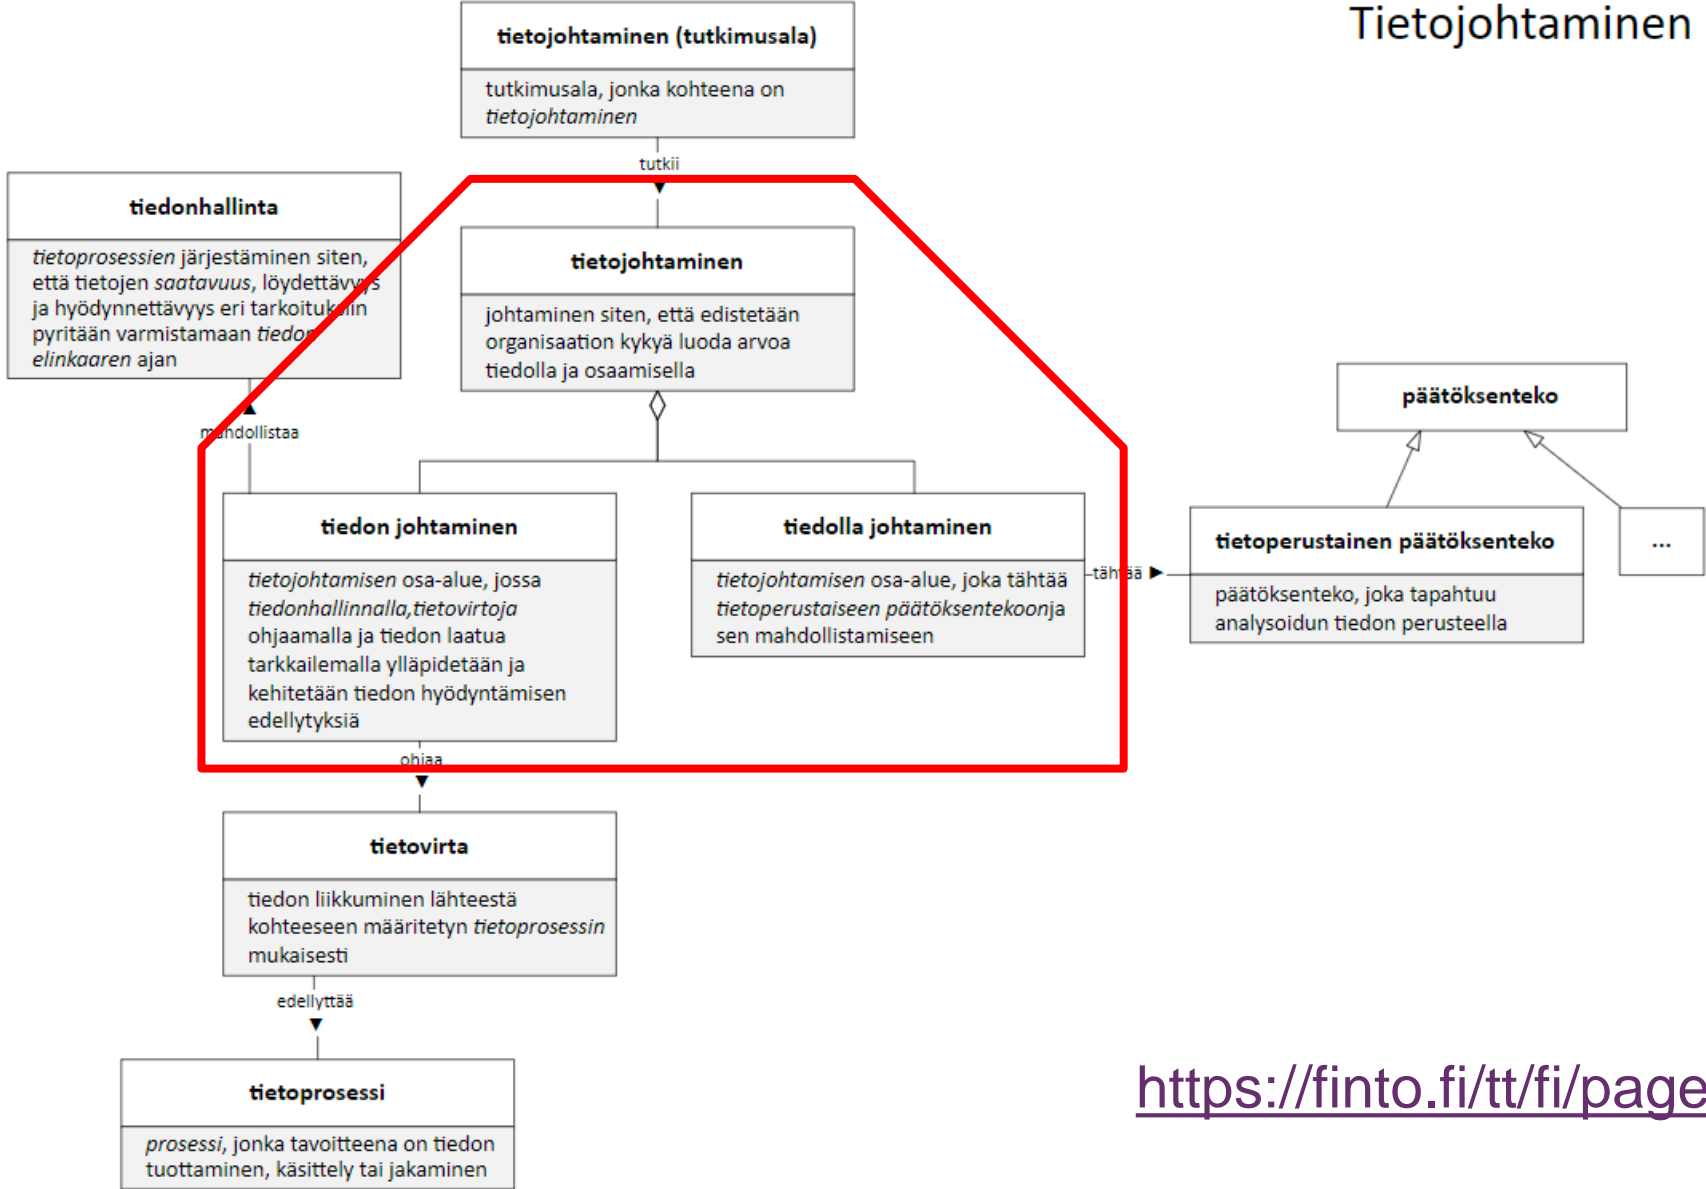 Tietojohtaminen
tietojohtaminen (tutkimusala)
tutkimusala, jonka kohteena on
tietojohtaminen
tutkii
tiedonhallinta
tietoprosessien järjestäminen siten,
että tietojen saatavuus, löydettävyys
ja hyödynnettävyys eri tarkoituksiin
pyritään varmistamaan tiedon
elinkaaren ajan
tietojohtaminen
johtaminen siten, että edistetään
organisaation kykyä luoda arvoa
tiedolla ja osaamisella
mahdollistaa
päätöksenteko
tiedon johtaminen
tietojohtamisen osa-alue, jossa
tiedonhallinnalla,tietovirtoja
ohjaamalla ja tiedon laatua
tarkkailemalla ylläpidetään ja
kehitetään tiedon hyödyntämisen
edellytyksiä
tiedolla johtaminen
tietojohtamisen osa-alue, joka tähtää
tietoperustaiseen päätöksentekoonja
sen mahdollistamiseen
tähtää
tietoperustainen päätöksenteko
päätöksenteko, joka tapahtuu
analysoidun tiedon perusteella
...
ohjaa
tietovirta
tiedon liikkuminen lähteestä
kohteeseen määritetyn tietoprosessin
mukaisesti
edellyttää
tietoprosessi
prosessi, jonka tavoitteena on tiedon
tuottaminen, käsittely tai jakaminen
https://finto.fi/tt/fi/page